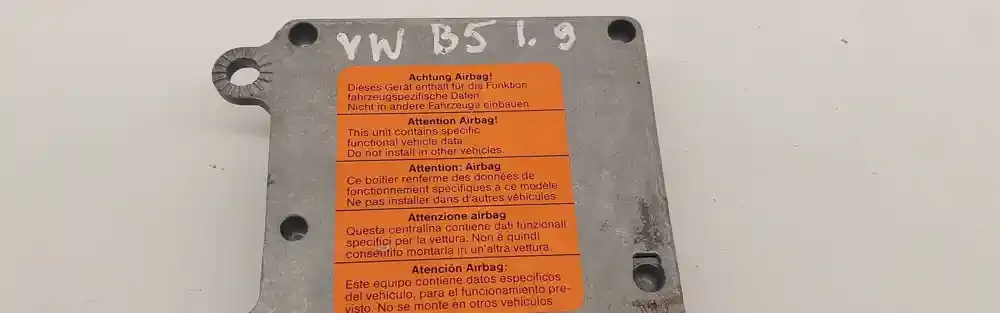 VW B5 1.9
Achtung Airbag!
Dieses Gerät enthält für die Funktion
fahrzeugspezifische Daten
Nicht in andere Fahrzeuge einbauen
Attention Airbag!
This unit contains specific
functional vehicle data
Do not install in other vehicles.
Attention: Airbag
Ce boîtier renferme des données de
fonctionnement spécifiques à ce modèle
Ne pas installer dans d'autres véhicules
Attenzione airbag
Questa centralina contiene dati funzionali
specifici per la vettura. Non è quindi
consentito montarla in un'altra vettura.
Atención Airbag:
Este equipo contiene datos especificos
del vehiculo, para el funcionamiento pre-
visto. No se monte en otros vehiculos